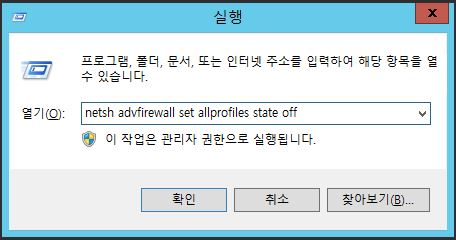 실행
프로그램, 폴더, 문서, 또는 인터넷 주소를 입력하여 해당 항목을 열
수 있습니다.
열기(O): netsh advfirewall set allprofiles state off
이 작업은 관리자 권한으로 실행됩니다.
확인 취소 찾아보기(B)...